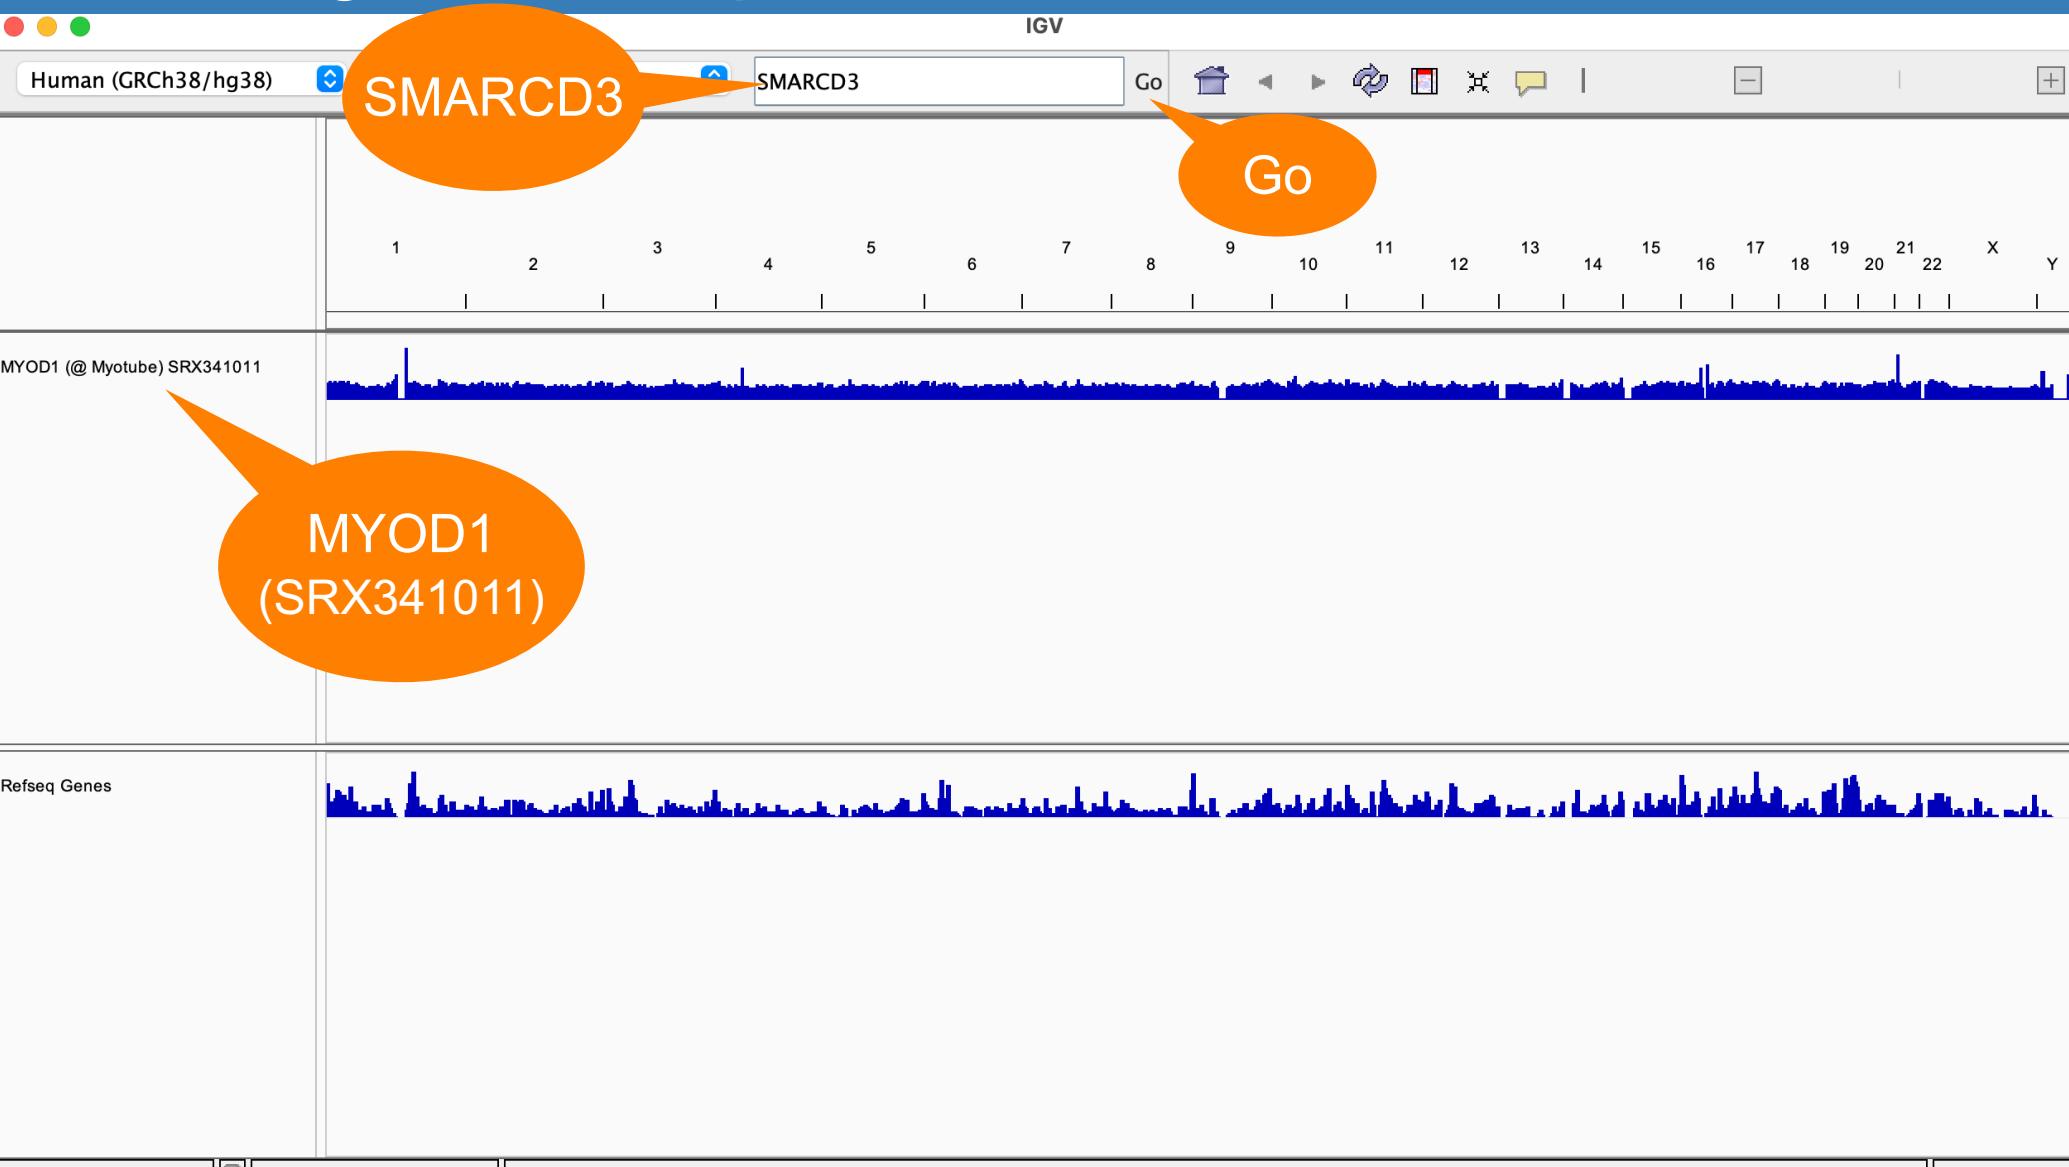 IGV
Human (GRCh38/hg38)
SMARCD3
SMARCD3
Go
Go
1 3 5 7 9 11 13 15 17 19 21 X
2 4 6 8 10 12 14 16 18 20 22 Y
MYOD1 (@ Myotube) SRX341011
MYOD1
(SRX341011)
Refseq Genes